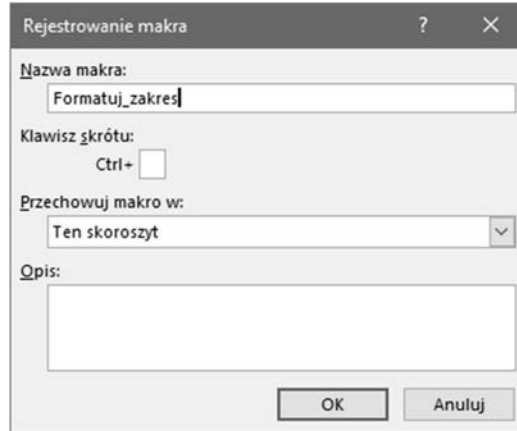 Rejestrowanie makra ? ×
Nazwa makra:
Formatuj_zakres
Klawisz skrótu:
Ctrl+
Przechowuj makro w:
Ten skoroszyt
Opis:
OK Anuluj